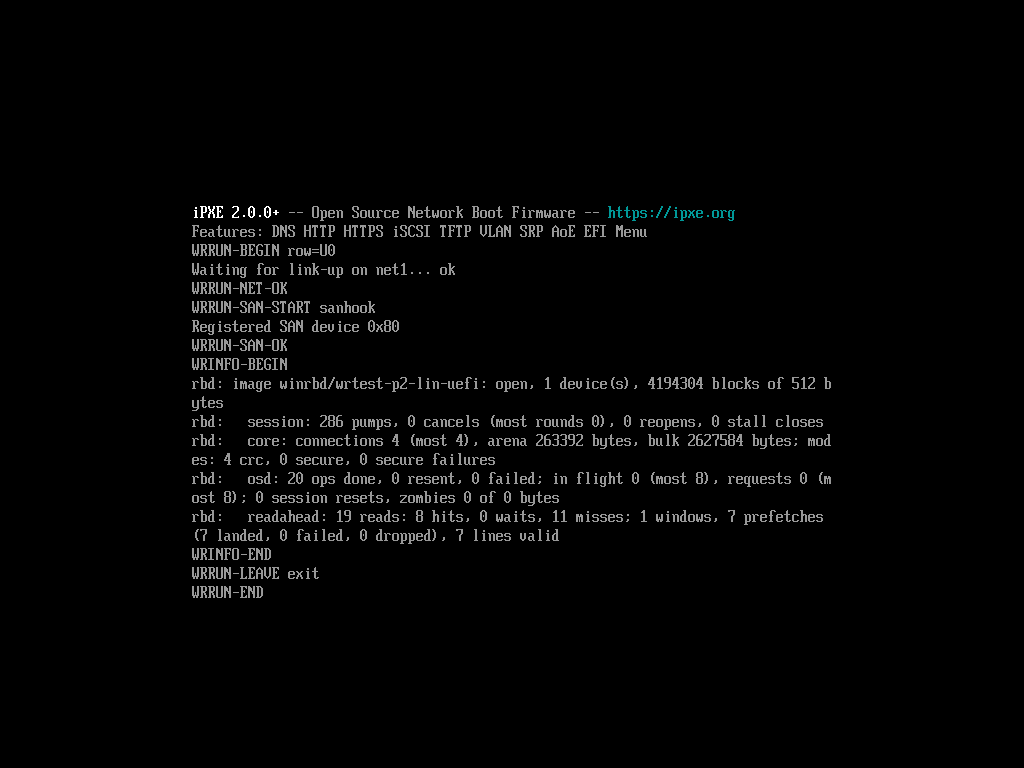 iPXE 2.0.0+ -- Open Source Network Boot Firmware -- https://ipxe.org
Features: DNS HTTP HTTPS iSCSI TFTP VLAN SRP AoE EFI Menu
WRRUN-BEGIN row=U0
Waiting for link-up on net1... ok
WRRUN-NET-OK
WRRUN-SAN-START sanhook
Registered SAN device 0x80
WRRUN-SAN-OK
WRINFO-BEGIN
rbd: image winrbd/wrtest-p2-lin-uefi: open, 1 device(s), 4194304 blocks of 512 b
ytes
rbd:   session: 286 pumps, 0 cancels (most rounds 0), 0 reopens, 0 stall closes
rbd:   core: connections 4 (most 4), arena 263392 bytes, bulk 2627584 bytes; mod
es: 4 crc, 0 secure, 0 secure failures
rbd:   osd: 20 ops done, 0 resent, 0 failed; in flight 0 (most 8), requests 0 (m
ost 8); 0 session resets, zombies 0 of 0 bytes
rbd:   readahead: 19 reads: 8 hits, 0 waits, 11 misses; 1 windows, 7 prefetches
(7 landed, 0 failed, 0 dropped), 7 lines valid
WRINFO-END
WRRUN-LEAVE exit
WRRUN-END